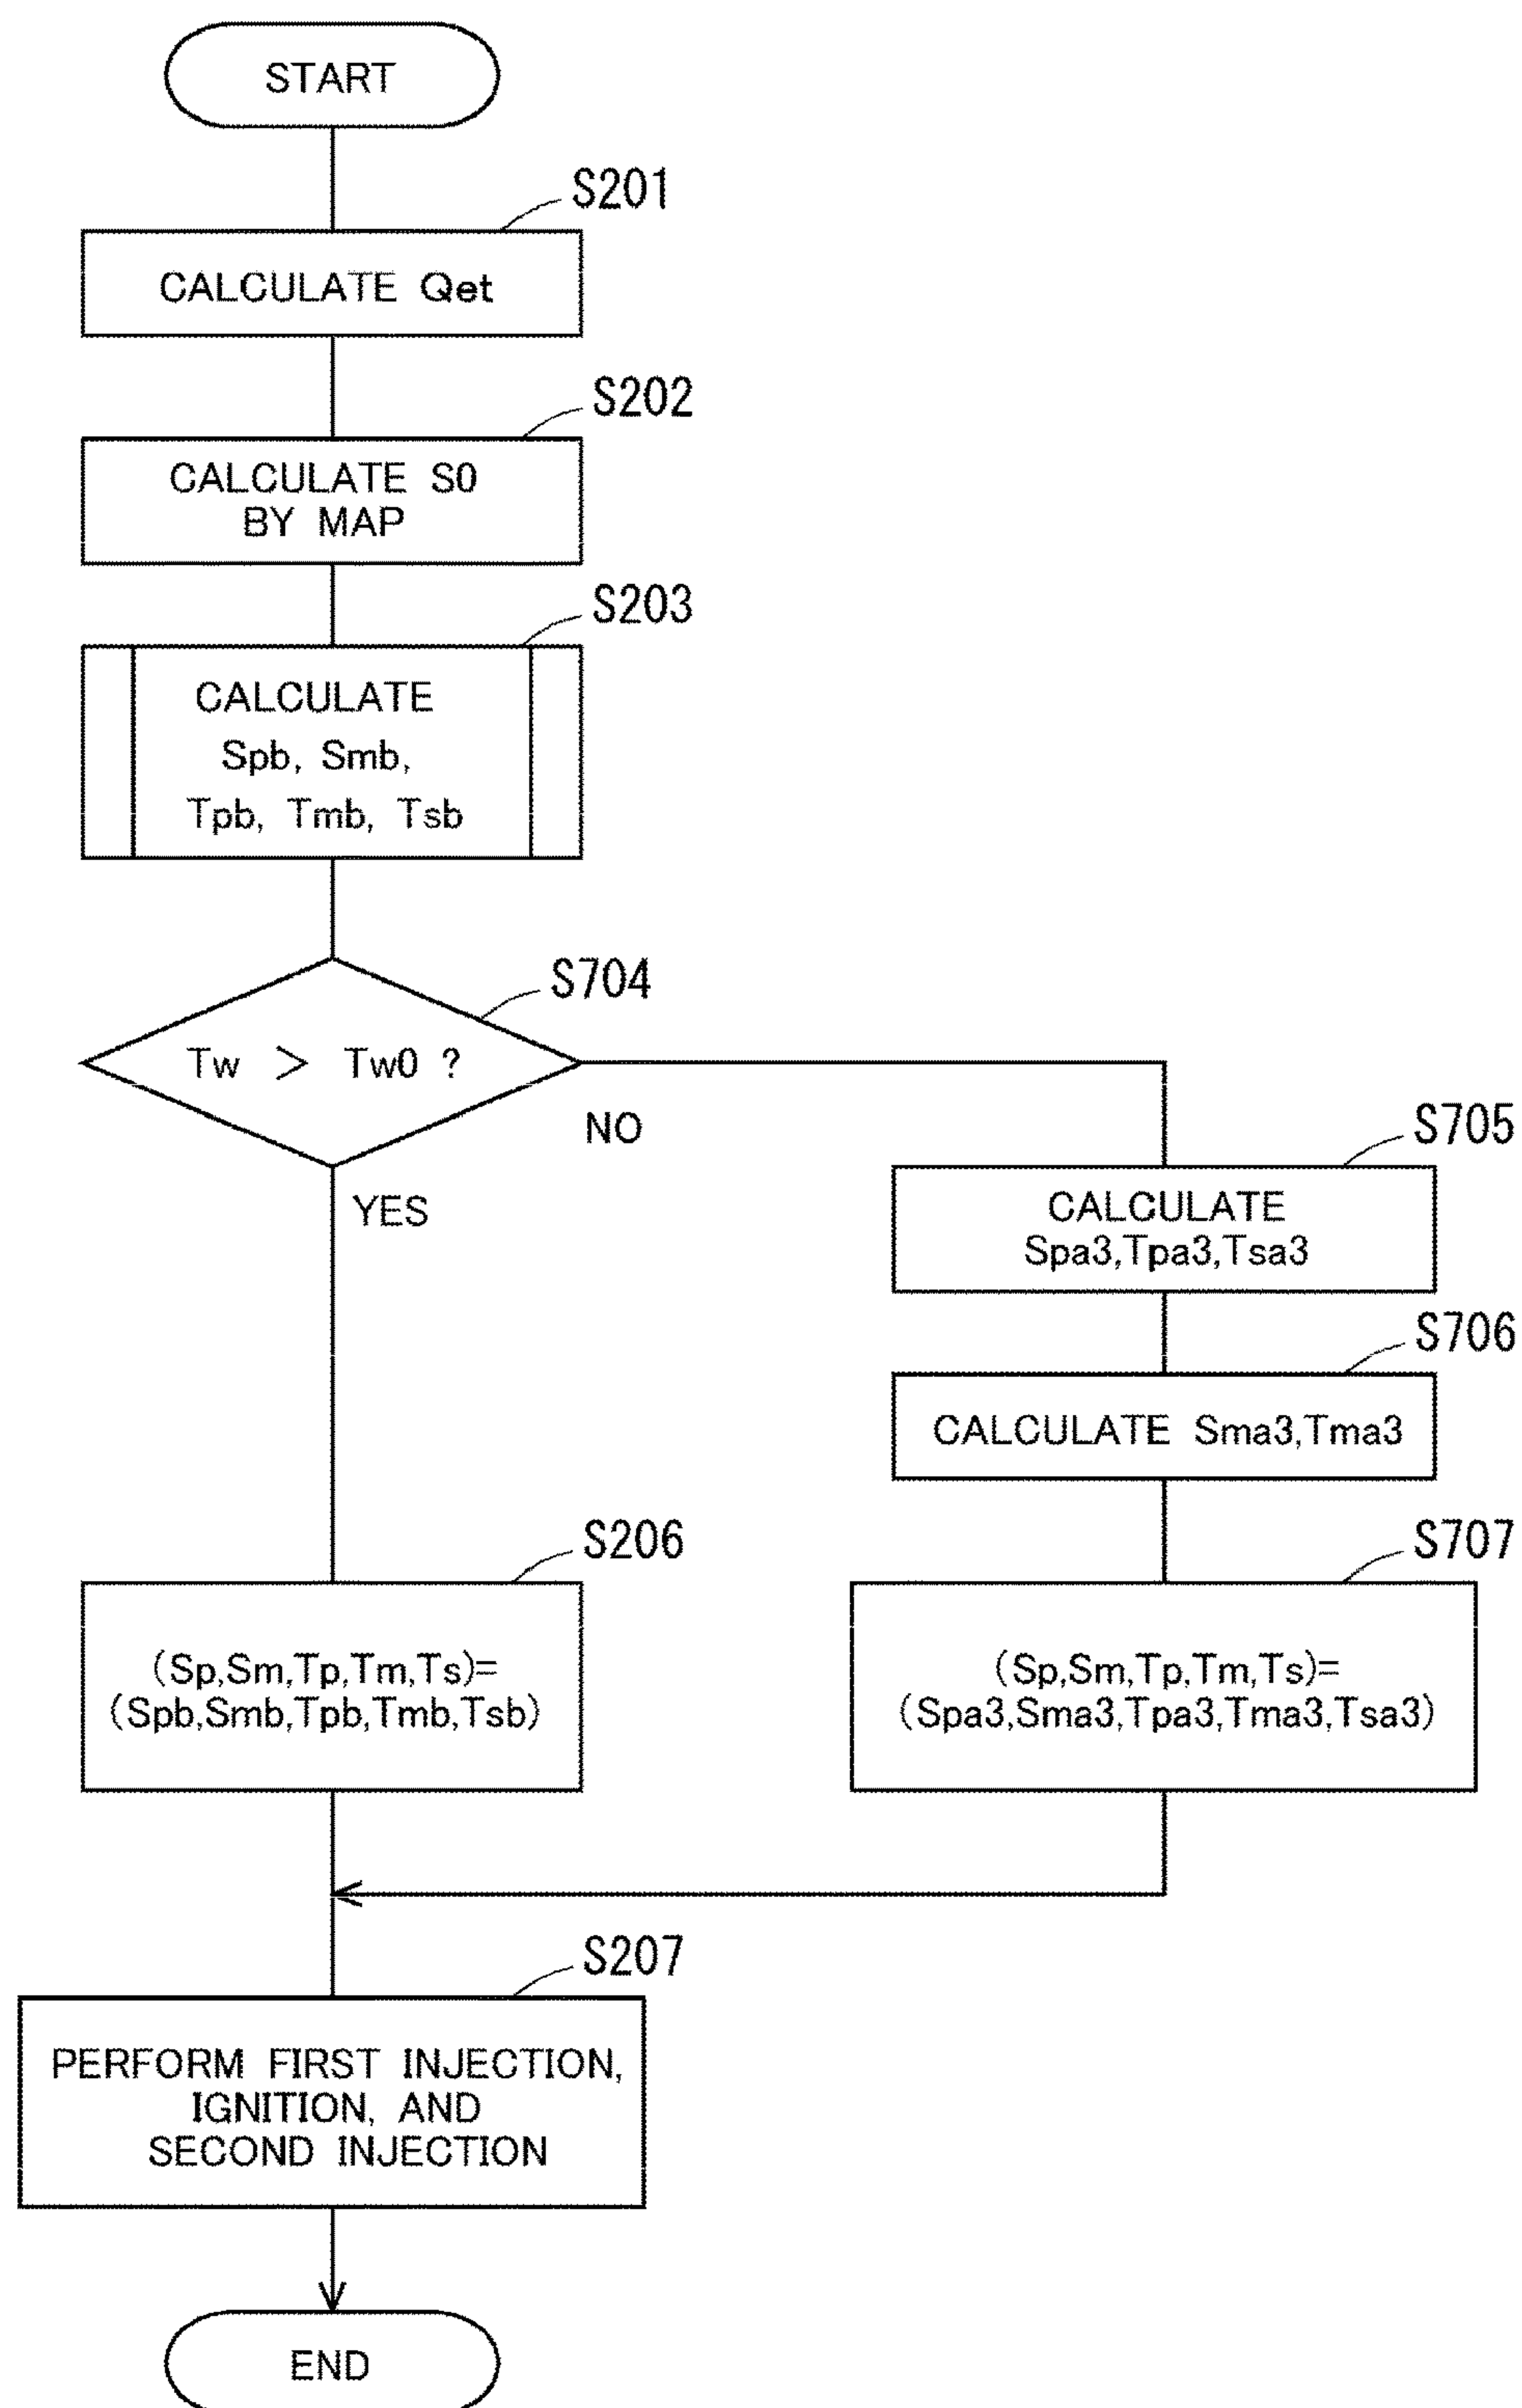 START
S201
CALCULATE Qet
S202
CALCULATE S0
BY MAP
S203
CALCULATE
Spb, Smb,
Tpb, Tmb, Tsb
S704
Tw > Tw0 ?
NO
YES
S705
CALCULATE
Spa3,Tpa3,Tsa3
S706
CALCULATE Sma3,Tma3
S206
(Sp,Sm,Tp,Tm,Ts)=
(Spb,Smb,Tpb,Tmb,Tsb)
S707
(Sp,Sm,Tp,Tm,Ts)=
(Spa3,Sma3,Tpa3,Tma3,Tsa3)
S207
PERFORM FIRST INJECTION,
IGNITION, AND
SECOND INJECTION
END